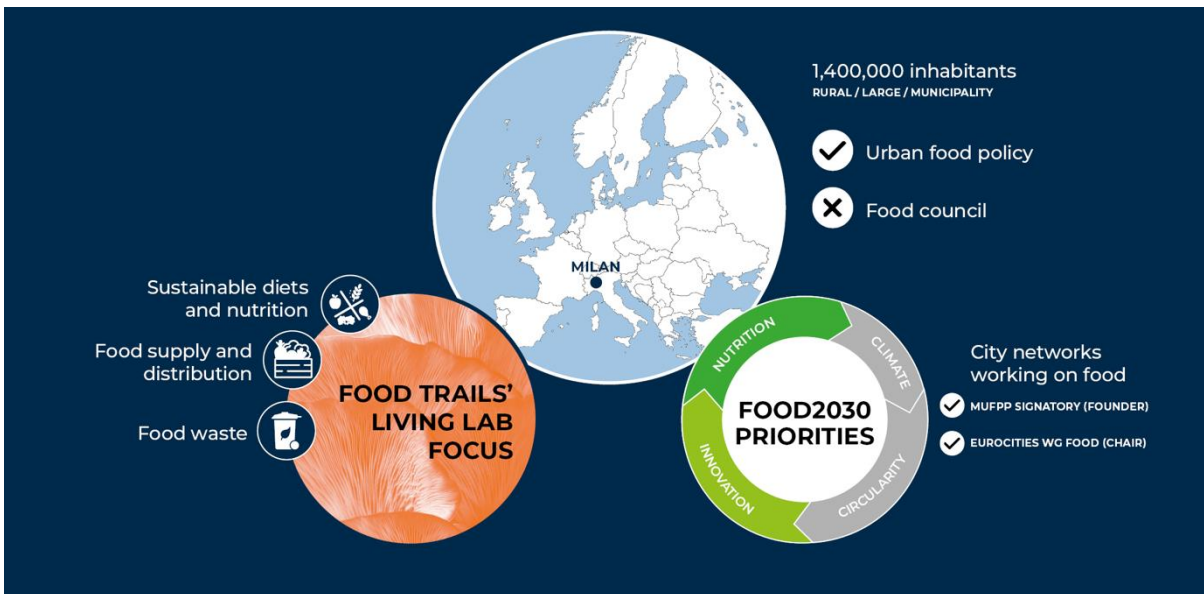 1,400,000 inhabitants
RURAL / LARGE / MUNICIPALITY
Urban food policy
Food council
MILAN
Sustainable diets
and nutrition
Food supply and
distribution
Food waste
FOOD TRAILS'
LIVING LAB
FOCUS
NUTRITION
CLIMATE
CIRCULARITY
INNOVATION
FOOD2030
PRIORITIES
City networks
working on food
MUFPP SIGNATORY (FOUNDER)
EUROCITIES WG FOOD (CHAIR)